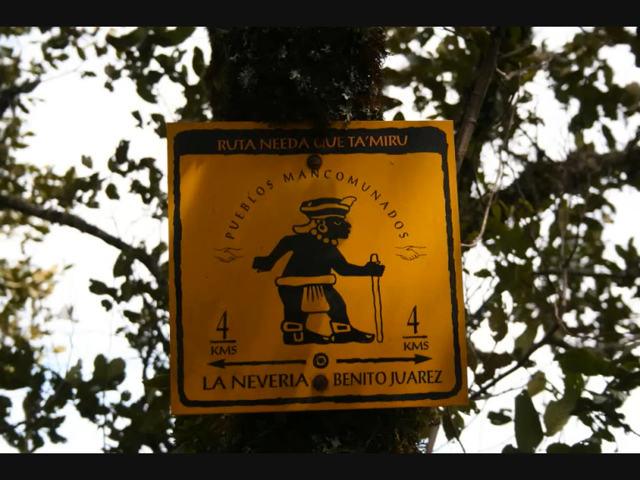 RUTA NEEDA QUE TA'MIRU
PUEBLOS MANCOMUNADOS
4 KMS
4 KMS
LA NEVERIA BENITO JUAREZ